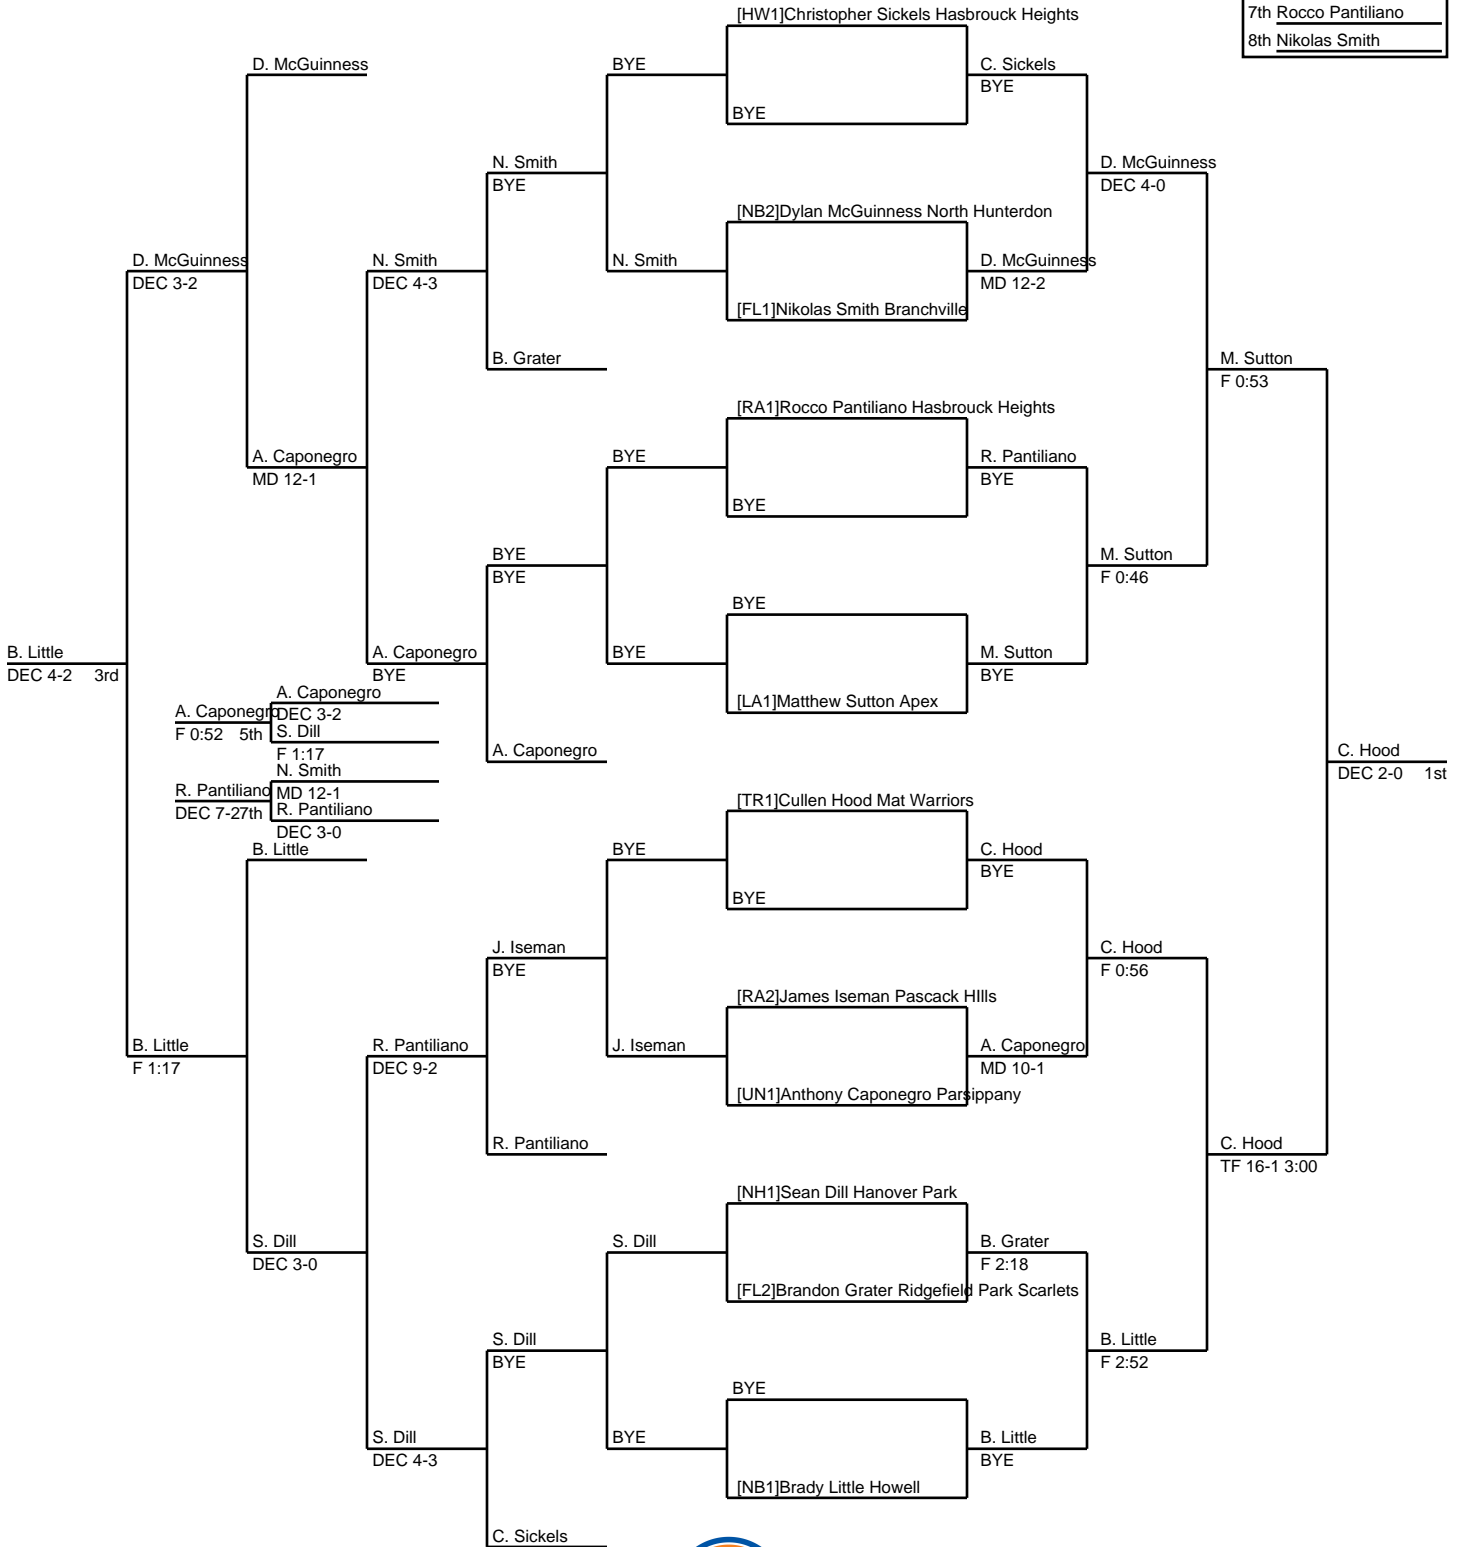 [HW1]Christopher Sickels Hasbrouck Heights
7th Rocco Pantiliano
8th Nikolas Smith
D. McGuinness
BYE
C. Sickels
BYE
BYE
N. Smith
BYE
D. McGuinness
DEC 4-0
[NB2]Dylan McGuinness North Hunterdon
D. McGuinness
DEC 3-2
N. Smith
DEC 4-3
N. Smith
D. McGuinness
MD 12-2
[FL1]Nikolas Smith Branchville
B. Grater
M. Sutton
F 0:53
[RA1]Rocco Pantiliano Hasbrouck Heights
A. Caponegro
MD 12-1
BYE
R. Pantiliano
BYE
BYE
BYE
BYE
M. Sutton
F 0:46
BYE
B. Little
DEC 4-2 3rd
A. Caponegro
BYE
BYE
M. Sutton
BYE
A. Caponegro
DEC 3-2
[LA1]Matthew Sutton Apex
A. Caponegro
F 0:52 5th
S. Dill
F 1:17
A. Caponegro
C. Hood
DEC 2-0 1st
N. Smith
MD 12-1
R. Pantiliano
DEC 7-2 7th
R. Pantiliano
DEC 3-0
[TR1]Cullen Hood Mat Warriors
B. Little
BYE
C. Hood
BYE
BYE
J. Iseman
BYE
C. Hood
F 0:56
[RA2]James Iseman Pascack HIlls
B. Little
F 1:17
R. Pantiliano
DEC 9-2
J. Iseman
A. Caponegro
MD 10-1
[UN1]Anthony Caponegro Parsippany
R. Pantiliano
C. Hood
TF 16-1 3:00
[NH1]Sean Dill Hanover Park
S. Dill
DEC 3-0
S. Dill
B. Grater
F 2:18
[FL2]Brandon Grater Ridgefield Park Scarlets
S. Dill
BYE
B. Little
F 2:52
BYE
S. Dill
DEC 4-3
BYE
B. Little
BYE
[NB1]Brady Little Howell
C. Sickels